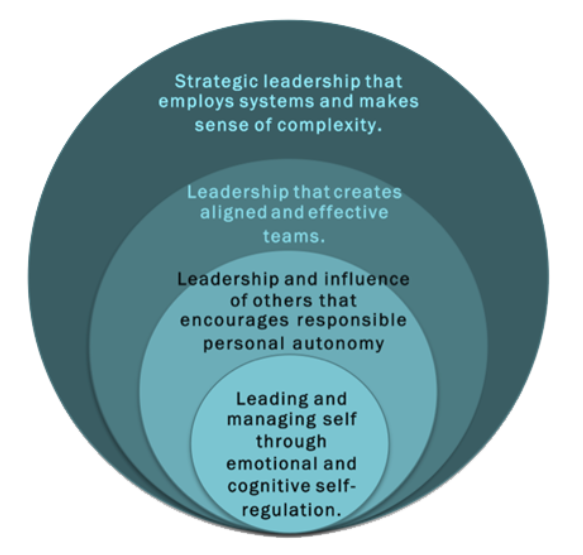 Strategic leadership that
employs systems and makes
sense of complexity.
Leadership that creates
aligned and effective
teams.
Leadership and influence
of others that
encourages responsible
personal autonomy
Leading and
managing self
through
emotional and
cognitive self-
regulation.